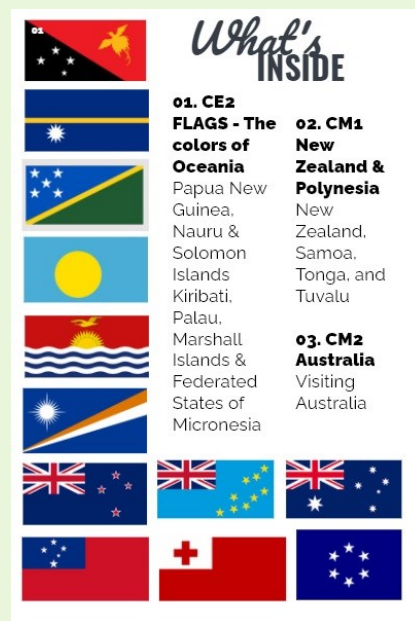 01
What's
INSIDE
01. CE2
FLAGS - The
colors of
Oceania
Papua New
Guinea,
Nauru &
Solomon
Islands
Kiribati,
Palau,
Marshall
Islands &
Federated
States of
Micronesia
02. CM1
New
Zealand &
Polynesia
New
Zealand,
Samoa,
Tonga, and
Tuvalu
03. CM2
Australia
Visiting
Australia